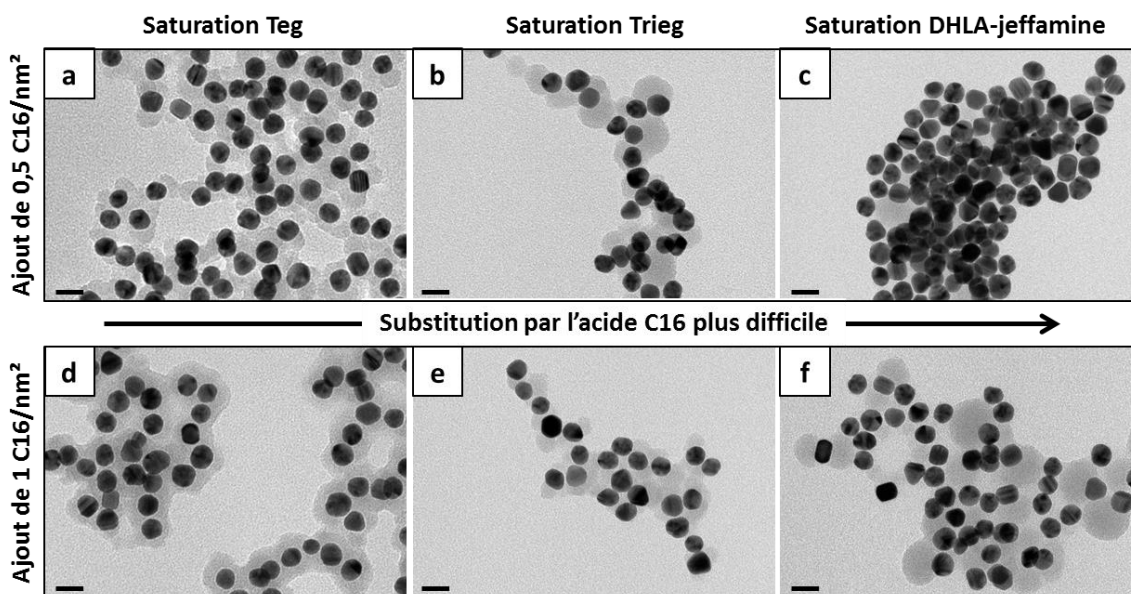 Saturation Teg
Saturation Trieg
Saturation DHLA-jeffamine
Ajout de 0,5 C16/nm²
a
b
c
Substitution par l'acide C16 plus difficile
Ajout de 1 C16/nm²
d
e
f